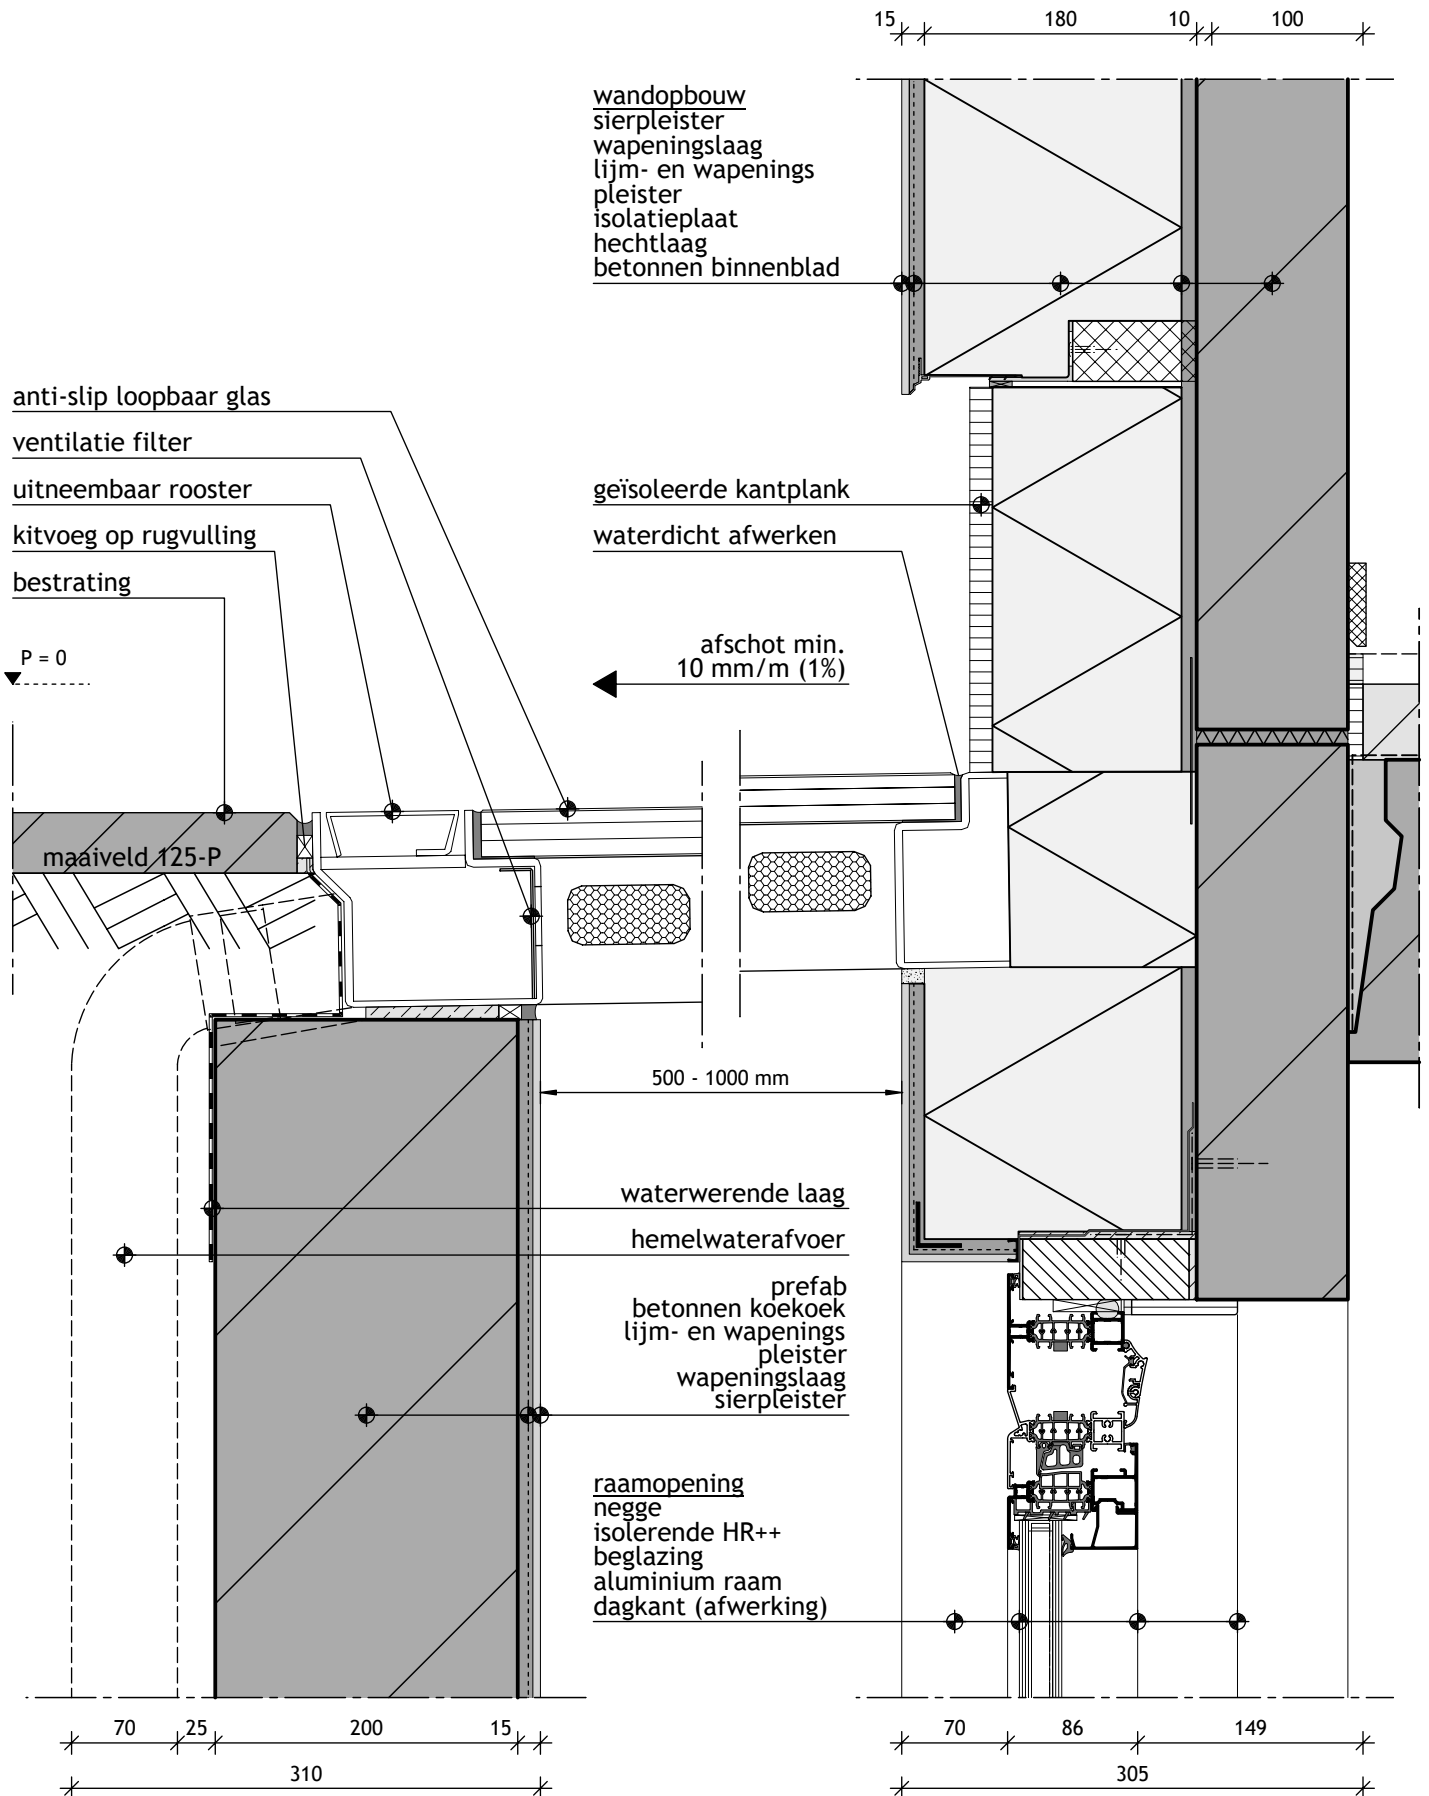 15 180 10 100
wandopbouw
sierpleister
wapeningslaag
lijm- en wapenings
pleister
isolatieplaat
hechtlaag
betonnen binnenblad
anti-slip loopbaar glas
ventilatie filter
uitneembaar rooster
kitvoeg op rugvulling
bestrating
geïsoleerde kantplank
waterdicht afwerken
P = 0
afschot min.
10 mm/m (1%)
maaiveld 125-P
500 - 1000 mm
waterwerende laag
hemelwaterafvoer
prefab
betonnen koekoek
lijm- en wapenings
pleister
wapeningslaag
sierpleister
raamopening
negge
isolerende HR++
beglazing
aluminium raam
dagkant (afwerking)
70 25 200 15
310
70 86 149
305